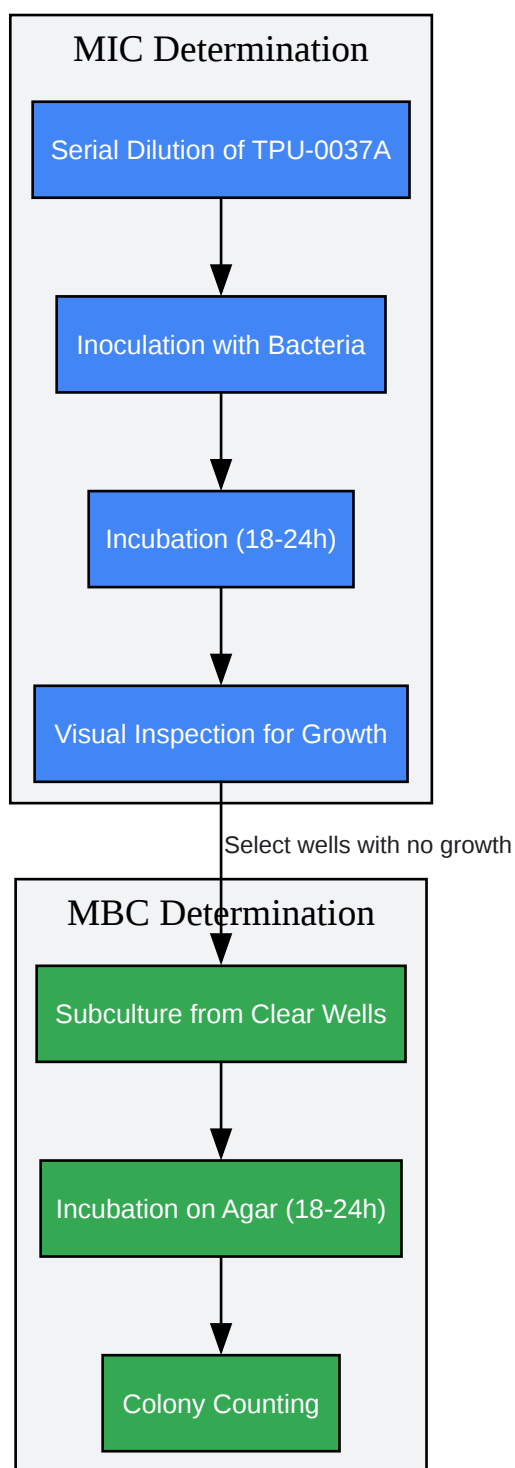 MIC Determination
Serial Dilution of TPU-0037A
Inoculation with Bacteria
Incubation (18-24h)
Visual Inspection for Growth
Select wells with no growth
MBC Determination
Subculture from Clear Wells
Incubation on Agar (18-24h)
Colony Counting